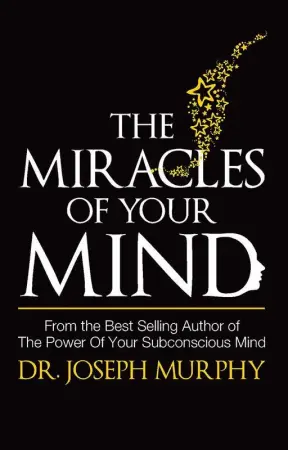 THE
MIRACLES
OF YOUR
MIND
From the Best Selling Author of
The Power Of Your Subconscious Mind
DR. JOSEPH MURPHY